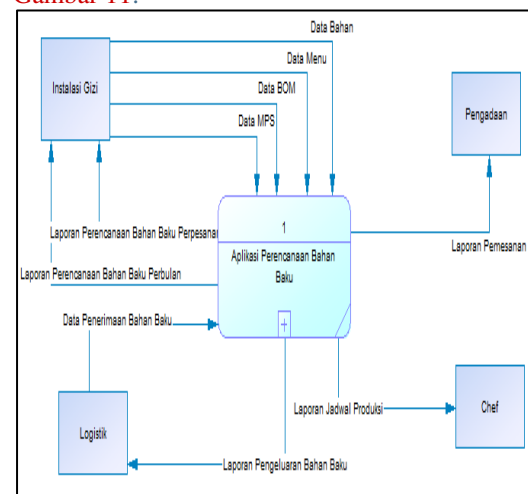 Gambar 11.
Data Bahan
Instalasi Gizi
Data Menu
Data BOM
Pengadaan
Data MPS
1
Laporan Perencanaan Bahan Baku Perpesanan
Aplikasi Perencanaan Bahan
Baku
Laporan Pemesanan
Laporan Perencanaan Bahan Baku Perbulan
Data Penerimaan Bahan Baku
Laporan Jadwal Produksi
Chef
Logistik
Laporan Pengeluaran Bahan Baku